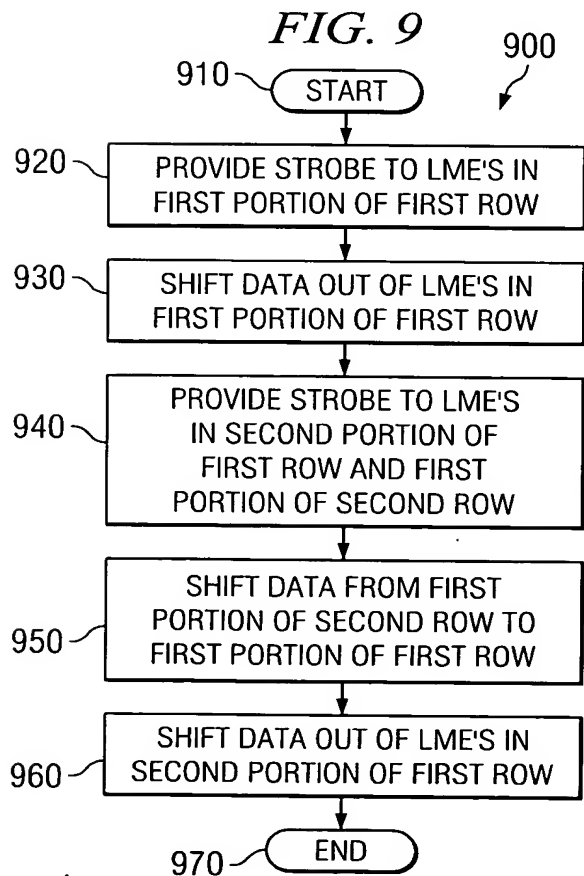 FIG. 9
900
910
START
920
PROVIDE STROBE TO LME'S IN
FIRST PORTION OF FIRST ROW
930
SHIFT DATA OUT OF LME'S IN
FIRST PORTION OF FIRST ROW
940
PROVIDE STROBE TO LME'S
IN SECOND PORTION OF
FIRST ROW AND FIRST
PORTION OF SECOND ROW
950
SHIFT DATA FROM FIRST
PORTION OF SECOND ROW TO
FIRST PORTION OF FIRST ROW
960
SHIFT DATA OUT OF LME'S IN
SECOND PORTION OF FIRST ROW
970
END